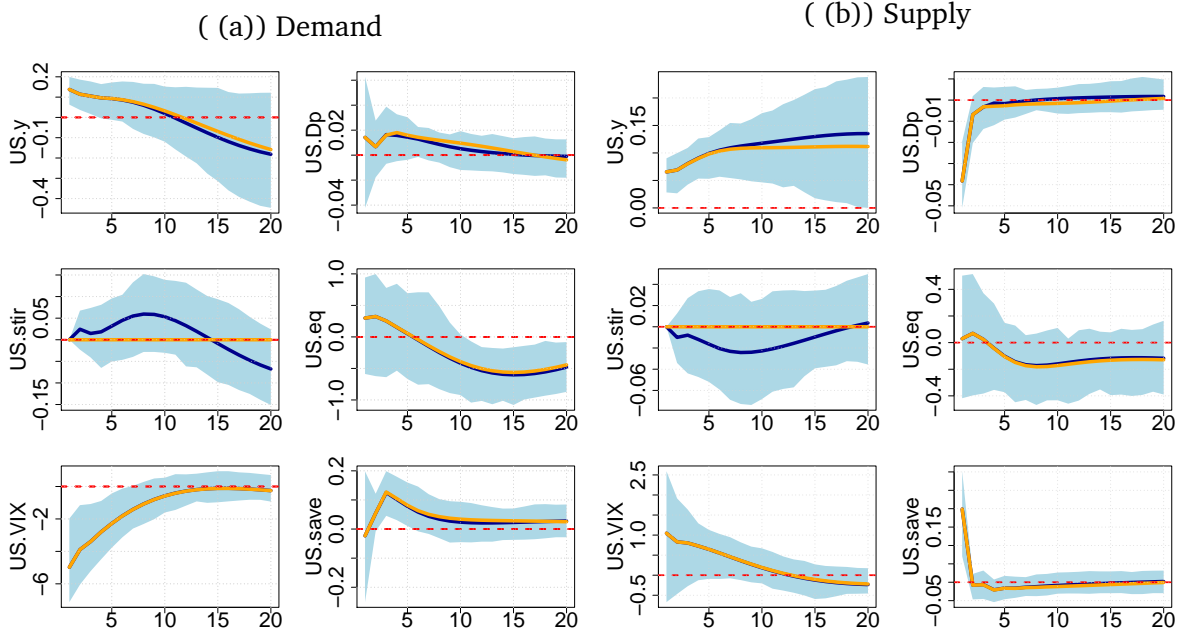 ( (a)) Demand
( (b)) Supply
US.y
0.2
−0.1
−0.4
5 10 15 20
US.Dp
0.02
−0.04
5 10 15 20
US.y
0.15
0.00
5 10 15 20
US.Dp
−0.01
−0.05
5 10 15 20
US.stir
0.05
−0.15
5 10 15 20
US.eq
1.0
0.0
−1.0
5 10 15 20
US.stir
0.02
−0.06
5 10 15 20
US.eq
0.4
0.0
−0.4
5 10 15 20
US.VIX
−2
−6
5 10 15 20
US.save
0.2
0.0
−0.2
5 10 15 20
US.VIX
2.5
1.0
−0.5
5 10 15 20
US.save
0.15
−0.05
−0.05
5 10 15 20